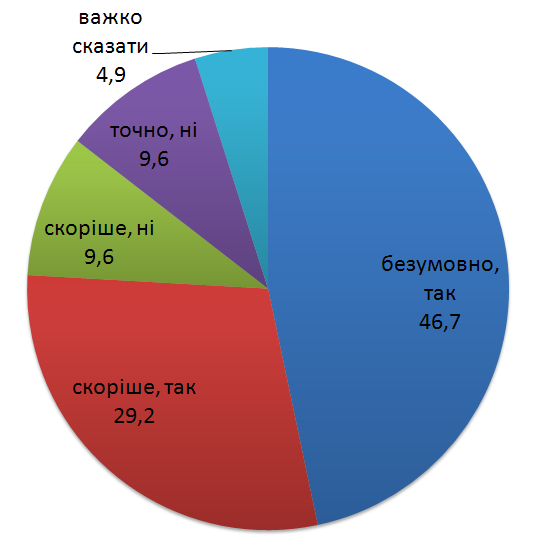 важко
сказати
4,9
точно, ні
9,6
скоріше, ні
9,6
безумовно,
так
46,7
скоріше, так
29,2